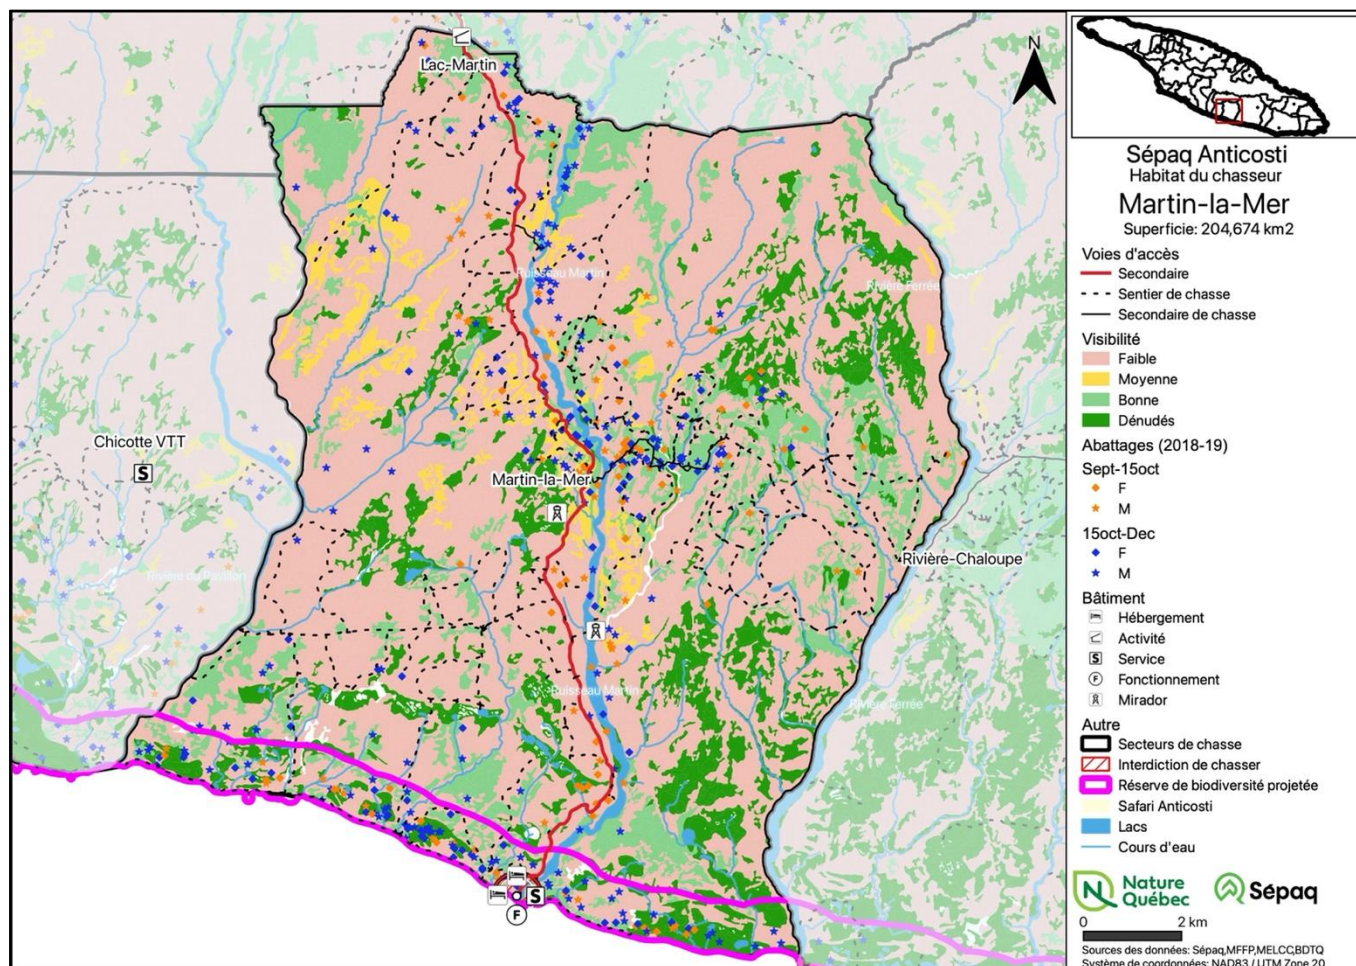 Lac-Martin
N
Ruisseau Martin
Rivière Ferrée
Chicotte VTT
S
Martin-la-Mer
Rivière-Chaloupe
Rivière du Pavillon
Ruisseau Martin
Rivière Ferrée
S
F
Sépaq Anticosti
Habitat du chasseur
Martin-la-Mer
Superficie: 204,674 km2
Voies d'accès
Secondaire
Sentier de chasse
Secondaire de chasse
Visibilité
Faible
Moyenne
Bonne
Dénudés
Abattages (2018-19)
Sept-15oct
F
M
15oct-Dec
F
M
Bâtiment
Hébergement
Activité
S Service
F Fonctionnement
Mirador
Autre
Secteurs de chasse
Interdiction de chasser
Réserve de biodiversité projetée
Safari Anticosti
Lacs
Cours d'eau
Nature
Québec
Sépaq
0 2 km
Sources des données: Sépaq,MFFP,MELCC,BDTQ
Système de coordonnées: NAD83 / UTM Zone 20